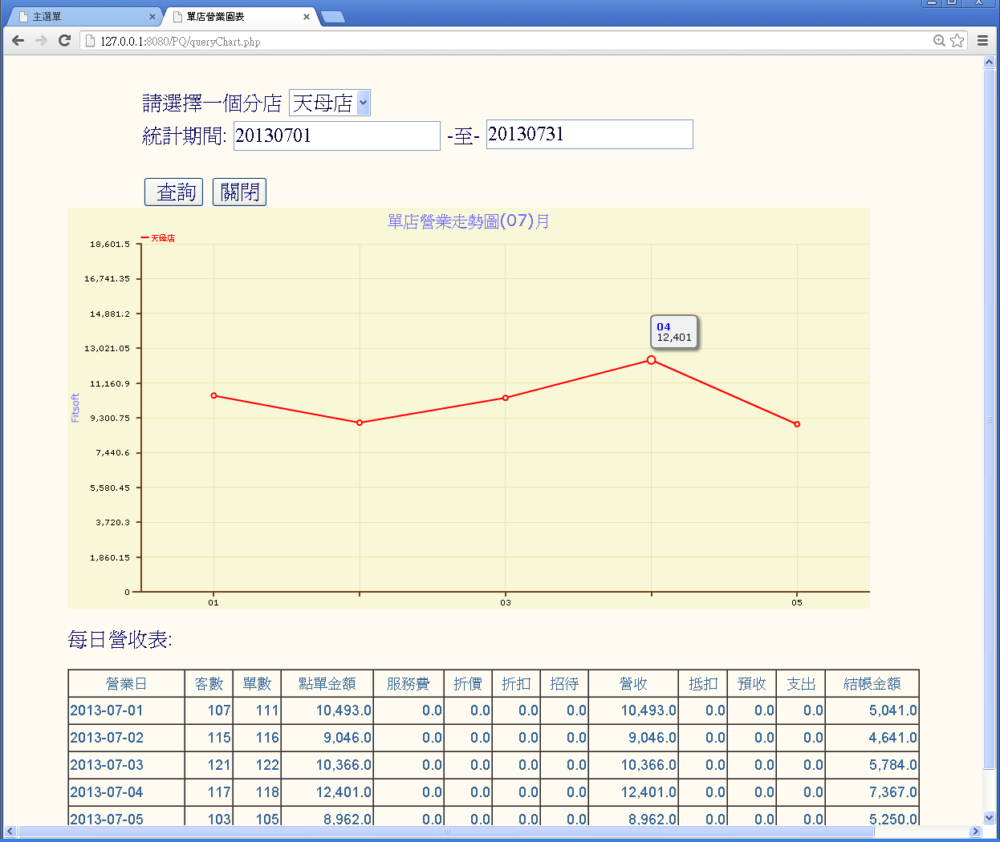 主選單
單店營業圖表
127.0.0.1:8080/PQ/queryChart.php
請選擇一個分店 天母店
統計期間: 20130701 -至- 20130731
查詢 關閉
單店營業走勢圖(07)月
天母店
18,601.5
16,741.35
14,881.2
04
12,401
13,021.05
11,160.9
Fitsoft
9,300.75
7,440.6
5,580.45
3,720.3
1,860.15
0
01 03 05
每日營收表:
營業日 客數 單數 點單金額 服務費 折價 折扣 招待 營收 抵扣 預收 支出 結帳金額
2013-07-01 107 111 10,493.0 0.0 0.0 0.0 0.0 10,493.0 0.0 0.0 0.0 5,041.0
2013-07-02 115 116 9,046.0 0.0 0.0 0.0 0.0 9,046.0 0.0 0.0 0.0 4,641.0
2013-07-03 121 122 10,366.0 0.0 0.0 0.0 0.0 10,366.0 0.0 0.0 0.0 5,784.0
2013-07-04 117 118 12,401.0 0.0 0.0 0.0 0.0 12,401.0 0.0 0.0 0.0 7,367.0
2013-07-05 103 105 8,962.0 0.0 0.0 0.0 0.0 8,962.0 0.0 0.0 0.0 5,250.0